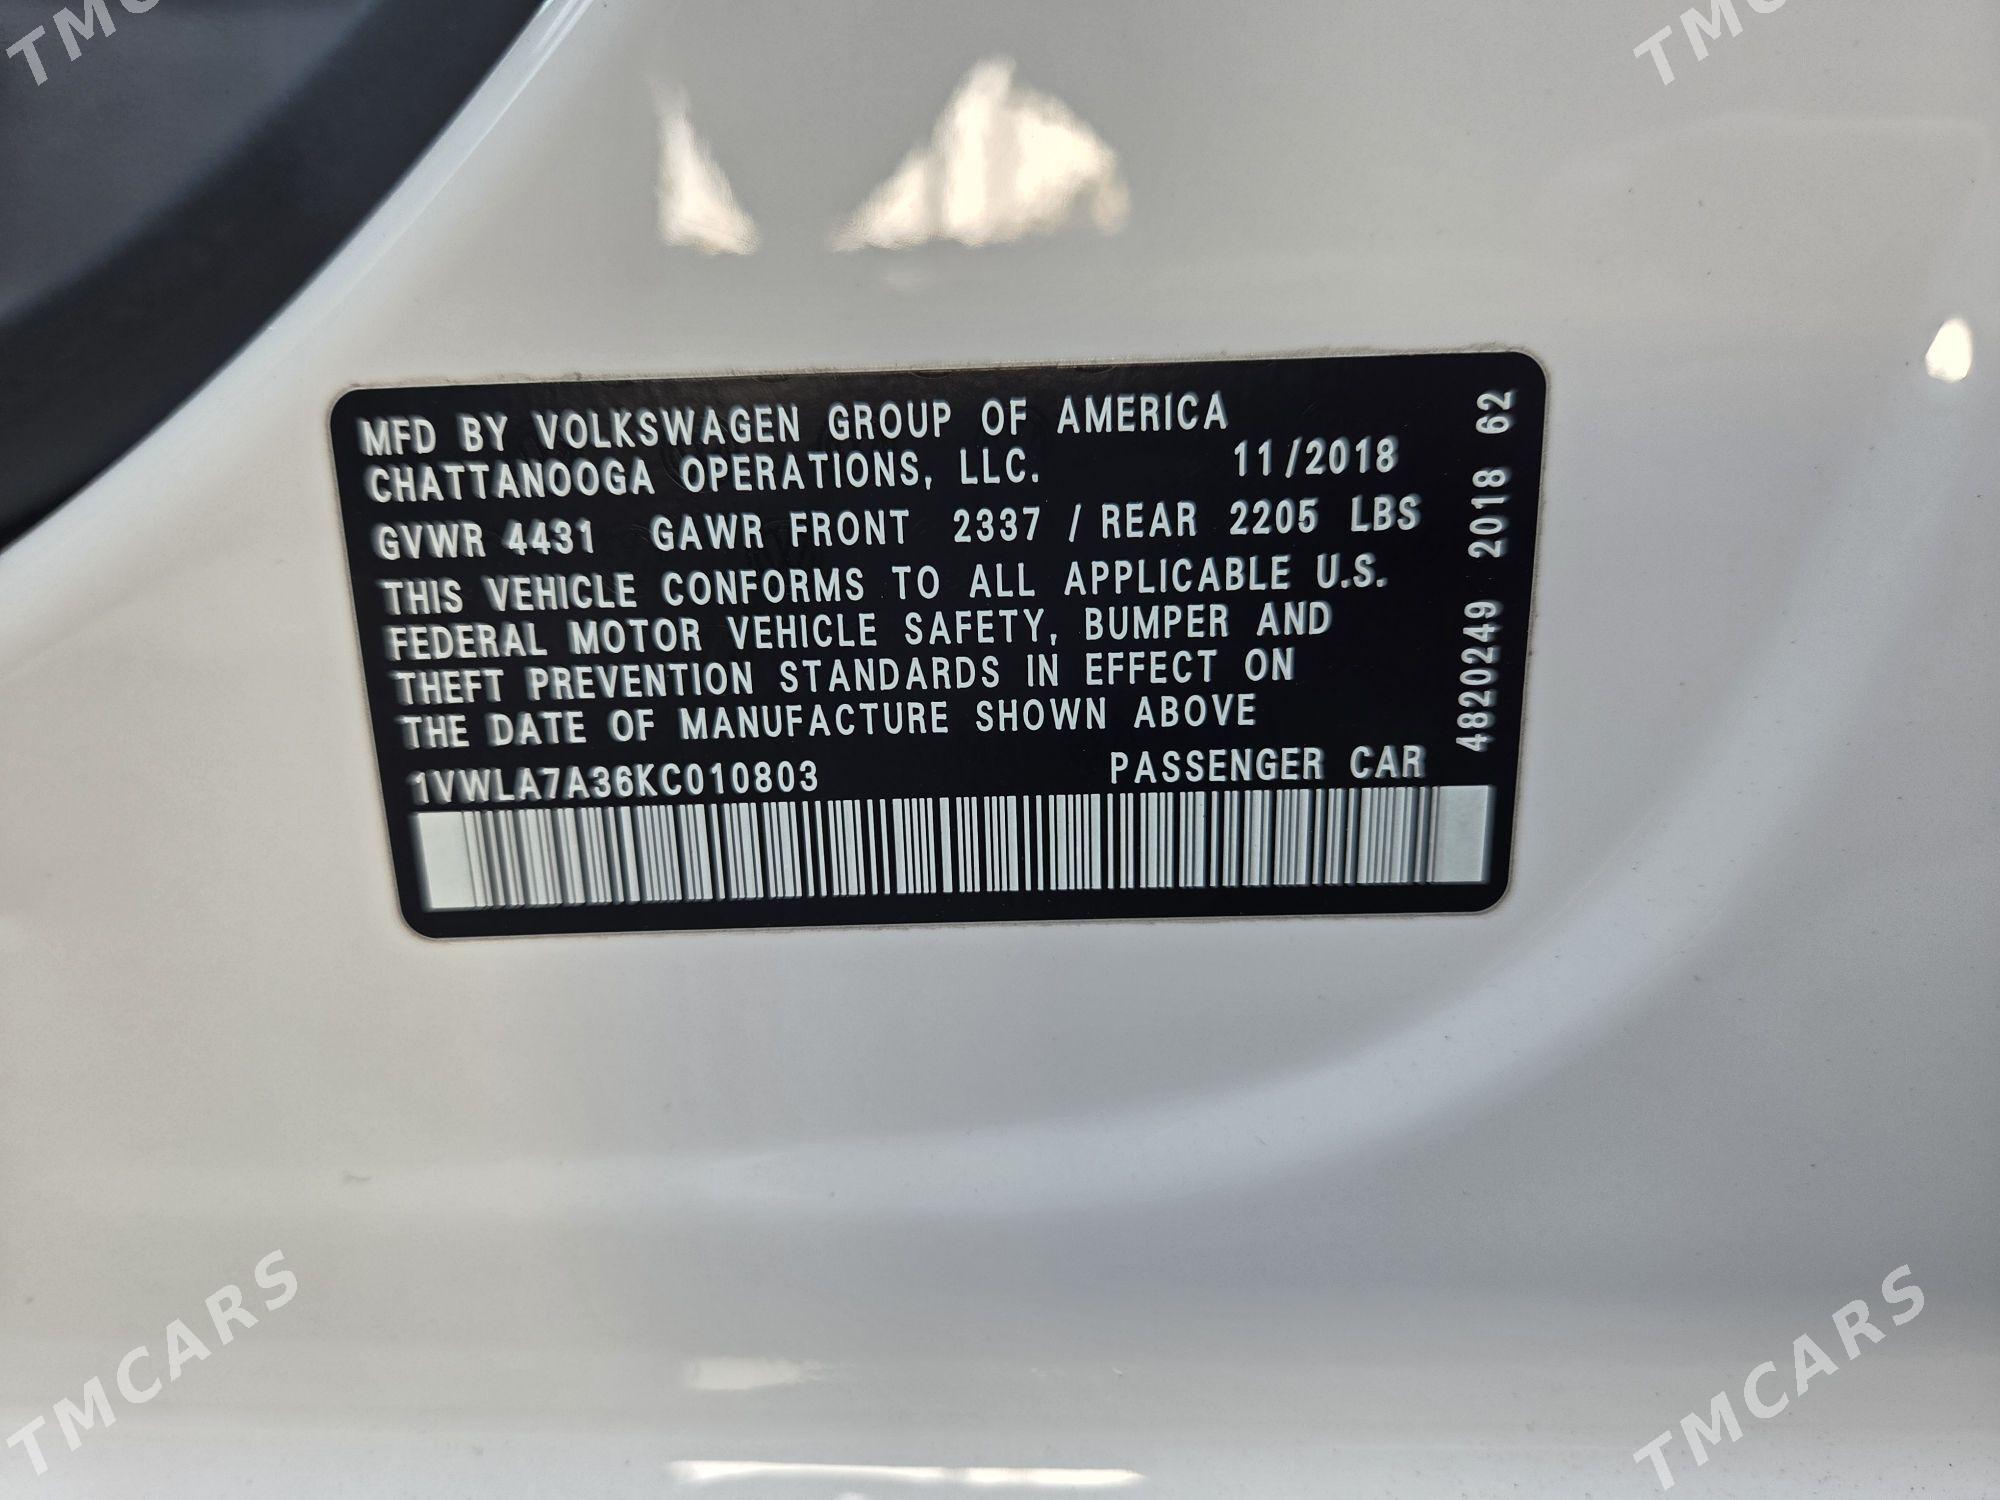 MFD BY VOLKSWAGEN GROUP OF AMERICA
CHATTANOOGA OPERATIONS, LLC. 11/2018
GVWR 4431 GAWR FRONT 2337 / REAR 2205 LBS
THIS VEHICLE CONFORMS TO ALL APPLICABLE U.S.
FEDERAL MOTOR VEHICLE SAFETY, BUMPER AND
THEFT PREVENTION STANDARDS IN EFFECT ON
THE DATE OF MANUFACTURE SHOWN ABOVE
1VWLA7A36KC010803 PASSENGER CAR
4820249 2018 62
TMCARS
TMCARS